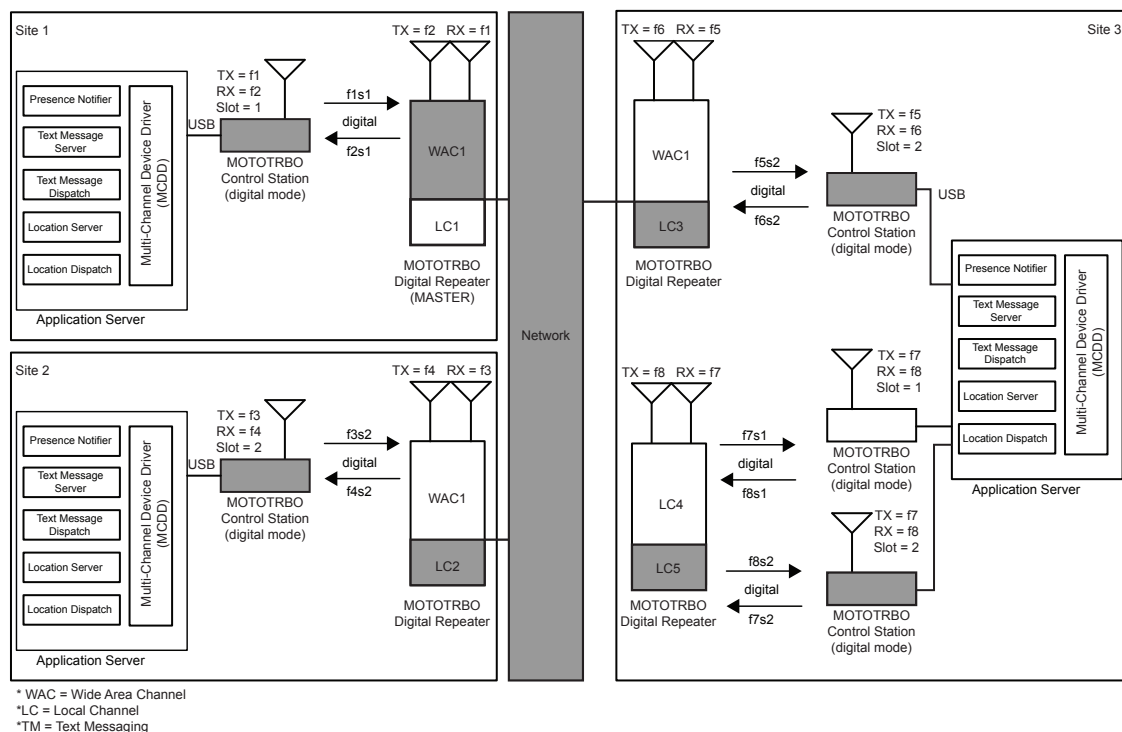 Site 1
TX = f2 RX = f1
TX = f1
RX = f2
Slot = 1
Presence Notifier
Text Message
Server
Text Message
Dispatch
Location Server
Location Dispatch
Multi-Channel Device Driver
(MCDD)
USB
f1s1
digital
f2s1
MOTOTRBO
Control Station
(digital mode)
WAC1
LC1
MOTOTRBO
Digital Repeater
(MASTER)
Application Server
Site 2
TX = f4 RX = f3
TX = f3
RX = f4
Slot = 2
Presence Notifier
Text Message
Server
Text Message
Dispatch
Location Server
Location Dispatch
Multi-Channel Device Driver
(MCDD)
USB
f3s2
digital
f4s2
MOTOTRBO
Control Station
(digital mode)
WAC1
LC2
MOTOTRBO
Digital Repeater
Application Server
Network
Site 3
TX = f6 RX = f5
WAC1
LC3
MOTOTRBO
Digital Repeater
f5s2
digital
f6s2
TX = f5
RX = f6
Slot = 2
MOTOTRBO
Control Station
(digital mode)
USB
Presence Notifier
Text Message
Server
Text Message
Dispatch
Location Server
Location Dispatch
Multi-Channel Device Driver
(MCDD)
Application Server
TX = f8 RX = f7
LC4
LC5
MOTOTRBO
Digital Repeater
f7s1
digital
f8s1
TX = f7
RX = f8
Slot = 1
MOTOTRBO
Control Station
(digital mode)
f8s2
digital
f7s2
TX = f7
RX = f8
Slot = 2
MOTOTRBO
Control Station
(digital mode)
* WAC = Wide Area Channel
*LC = Local Channel
*TM = Text Messaging